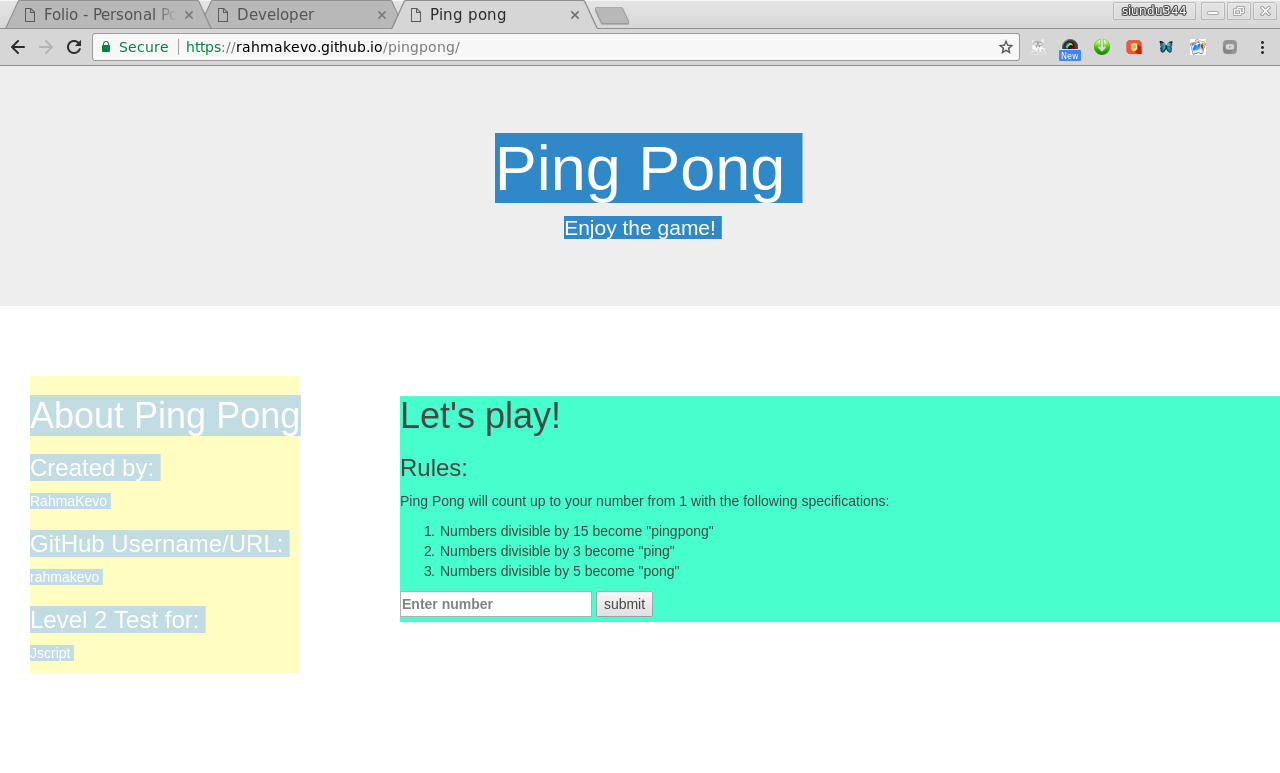 Folio - Personal Po
Developer
Ping pong
siundu344
Secure
https://rahmakevo.github.io/pingpong/
New
Ping Pong
Enjoy the game!
About Ping Pong
Created by:
RahmaKevo
GitHub Username/URL:
rahmakevo
Level 2 Test for:
Jscript
Let's play!
Rules:
Ping Pong will count up to your number from 1 with the following specifications:
1. Numbers divisible by 15 become "pingpong"
2. Numbers divisible by 3 become "ping"
3. Numbers divisible by 5 become "pong"
Enter number
submit